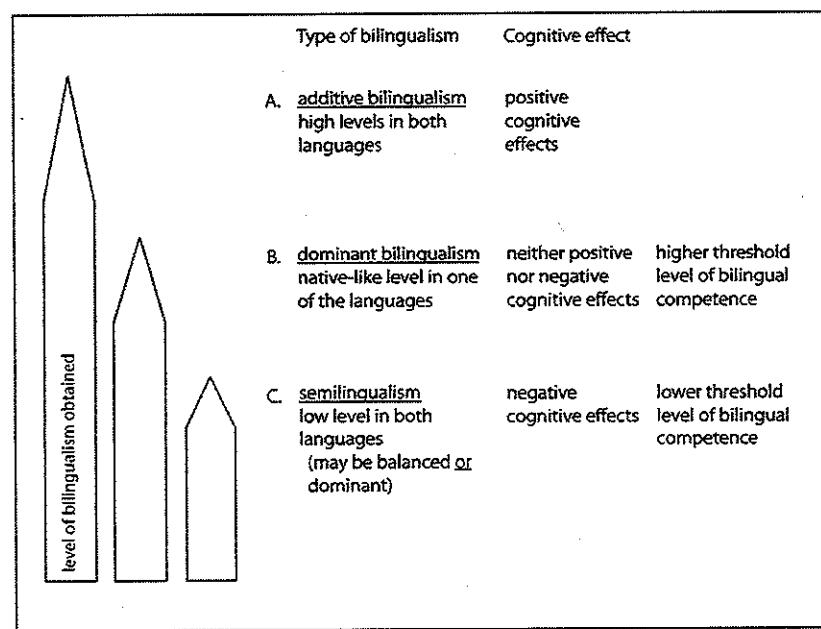 Type of bilingualism Cognitive effect
A. additive bilingualism positive
high levels in both cognitive
languages effects
B. dominant bilingualism neither positive higher threshold
native-like level in one nor negative level of bilingual
of the languages cognitive effects competence
C. semilingualism negative lower threshold
low level in both cognitive effects level of bilingual
languages competence
(may be balanced or
dominant)
level of bilingualism obtained